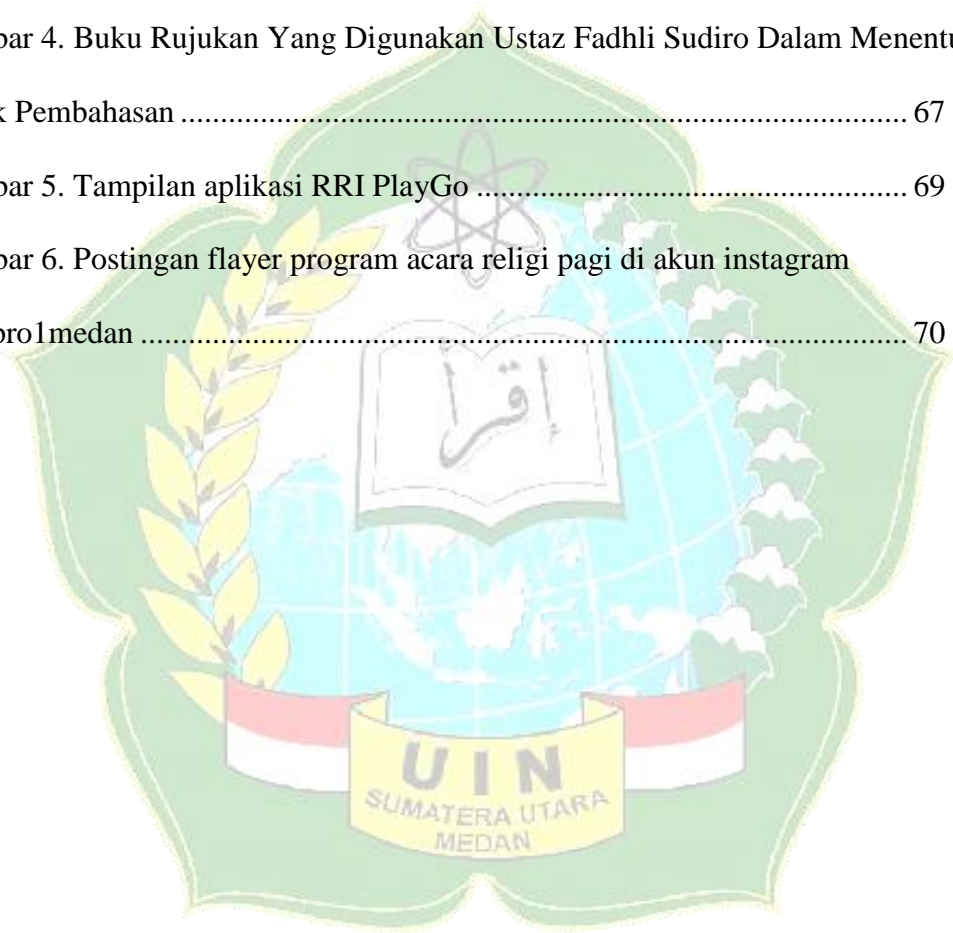 bar 4. Buku Rujukan Yang Digunakan Ustaz Fadhli Sudiro Dalam Menentu
k Pembahasan ........................................................................................ 67
bar 5. Tampilan aplikasi RRI PlayGo .................................................... 69
bar 6. Postingan flayer program acara religi pagi di akun instagram
pro1medan ............................................................................................. 70
إقرأ
UIN
SUMATERA UTARA
MEDAN